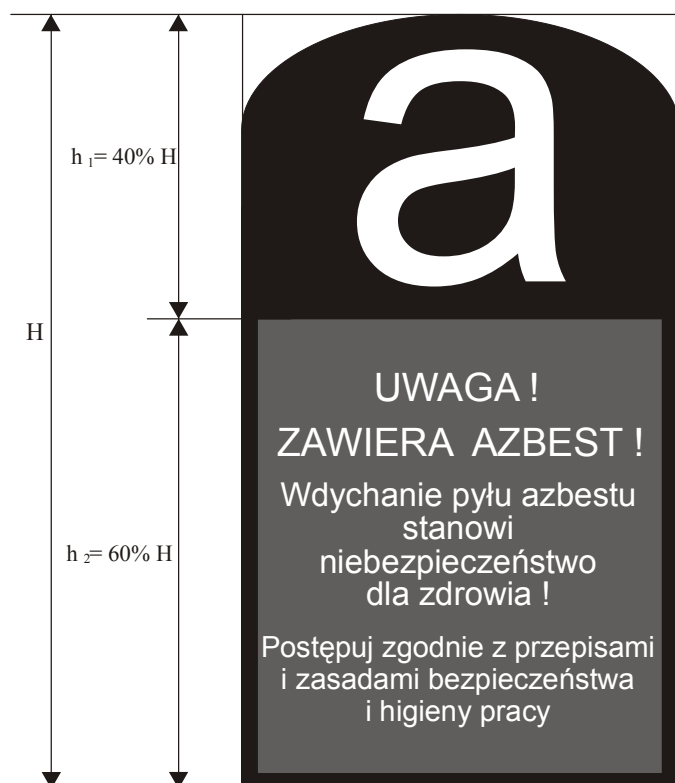 a
h 1= 40% H
H
UWAGA !
ZAWIERA AZBEST !
Wdychanie pyłu azbestu
stanowi
niebezpieczeństwo
dla zdrowia !
h 2= 60% H
Postępuj zgodnie z przepisami
i zasadami bezpieczeństwa
i higieny pracy